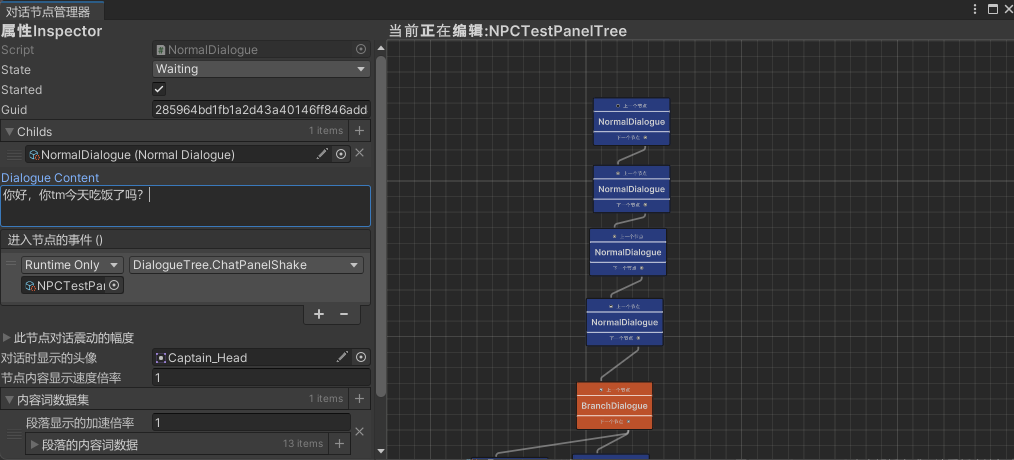 对话节点管理器
属性Inspector
Script
NormalDialogue
State
Waiting
Started
Guid
285964bd1fb1a2d43a40146ff846add
Childs
1 items
NormalDialogue (Normal Dialogue)
Dialogue Content
你好，你tm今天吃饭了吗?
进入节点的事件 ()
Runtime Only
DialogueTree.ChatPanelShake
NPCTestPar
此节点对话震动的幅度
对话时显示的头像
Captain_Head
节点内容显示速度倍率
1
内容词数据集
1 items
段落显示的加速倍率
1
段落的内容词数据
13 items
当前正在编辑:NPCTestPanelTree
上一个节点
NormalDialogue
下一个节点
上一个节点
NormalDialogue
下一个节点
上一个节点
NormalDialogue
下一个节点
上一个节点
NormalDialogue
下一个节点
上一个节点
BranchDialogue
下一个节点